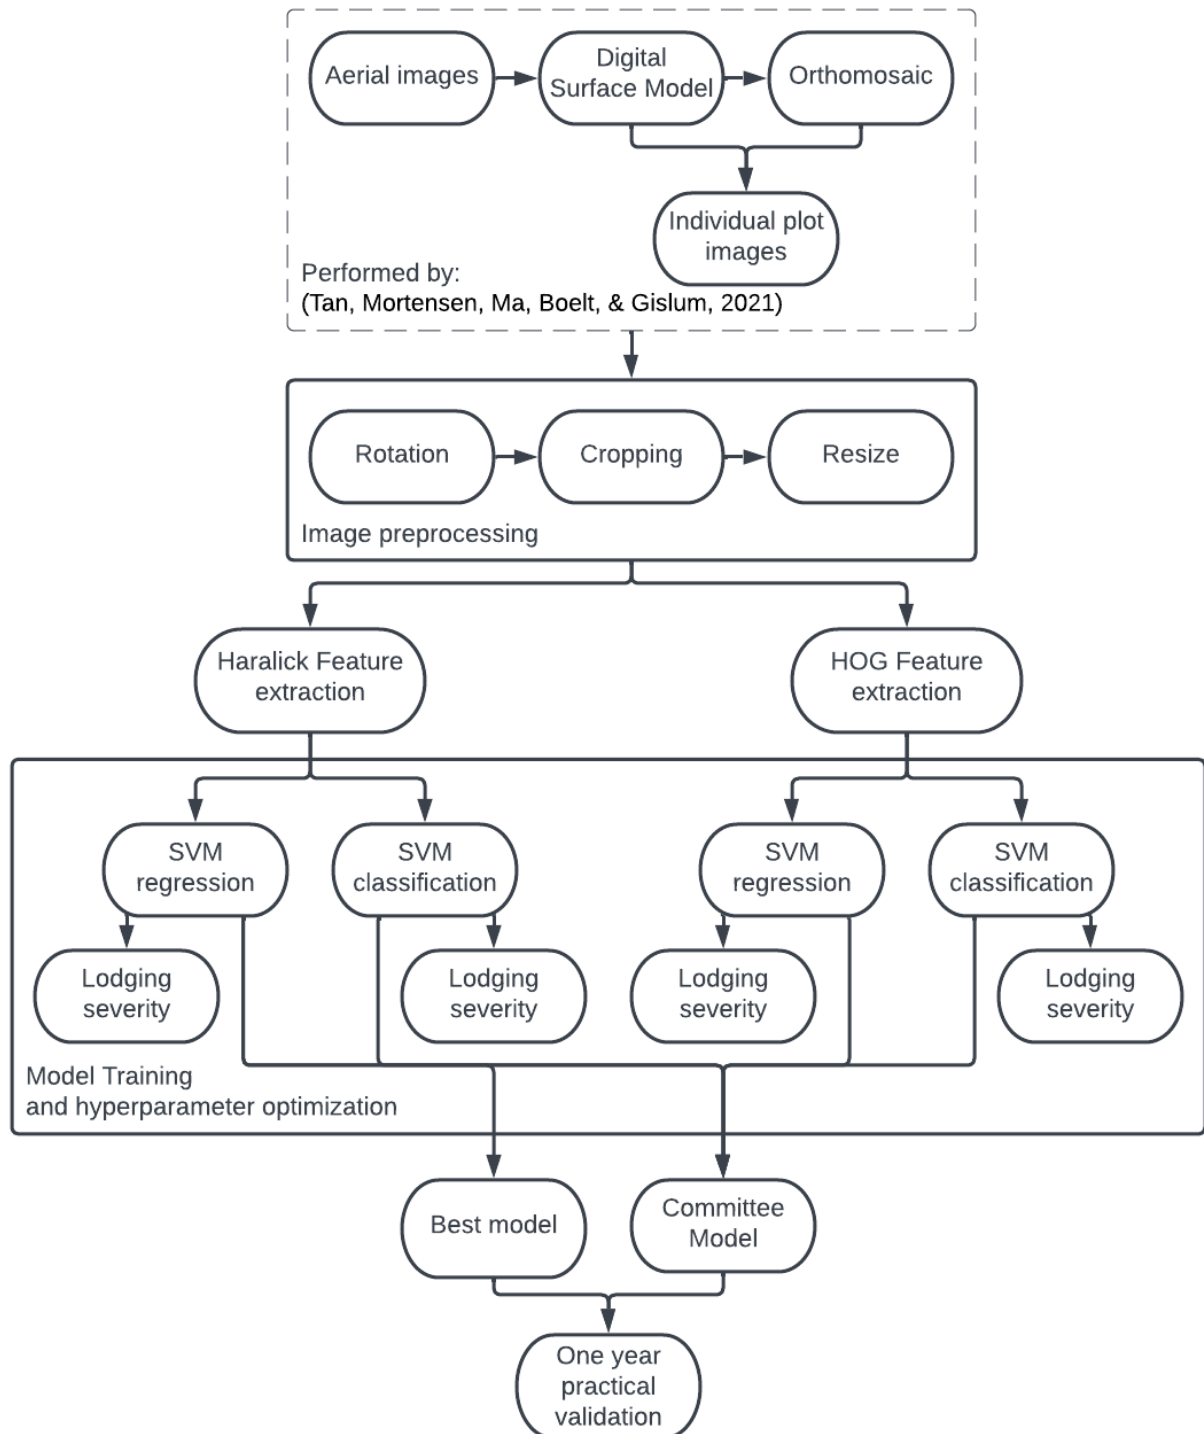 Aerial images
Digital
Surface Model
Orthomosaic
Individual plot
images
Performed by:
(Tan, Mortensen, Ma, Boelt, & Gislum, 2021)
Rotation
Cropping
Resize
Image preprocessing
Haralick Feature
extraction
HOG Feature
extraction
SVM
regression
SVM
classification
SVM
regression
SVM
classification
Lodging
severity
Lodging
severity
Lodging
severity
Lodging
severity
Model Training
and hyperparameter optimization
Best model
Committee
Model
One year
practical
validation